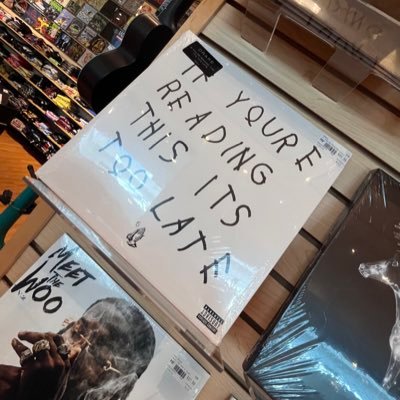 IF YOURE
READING
THIS ITS
TOO LATE
MEET
THE
WOO